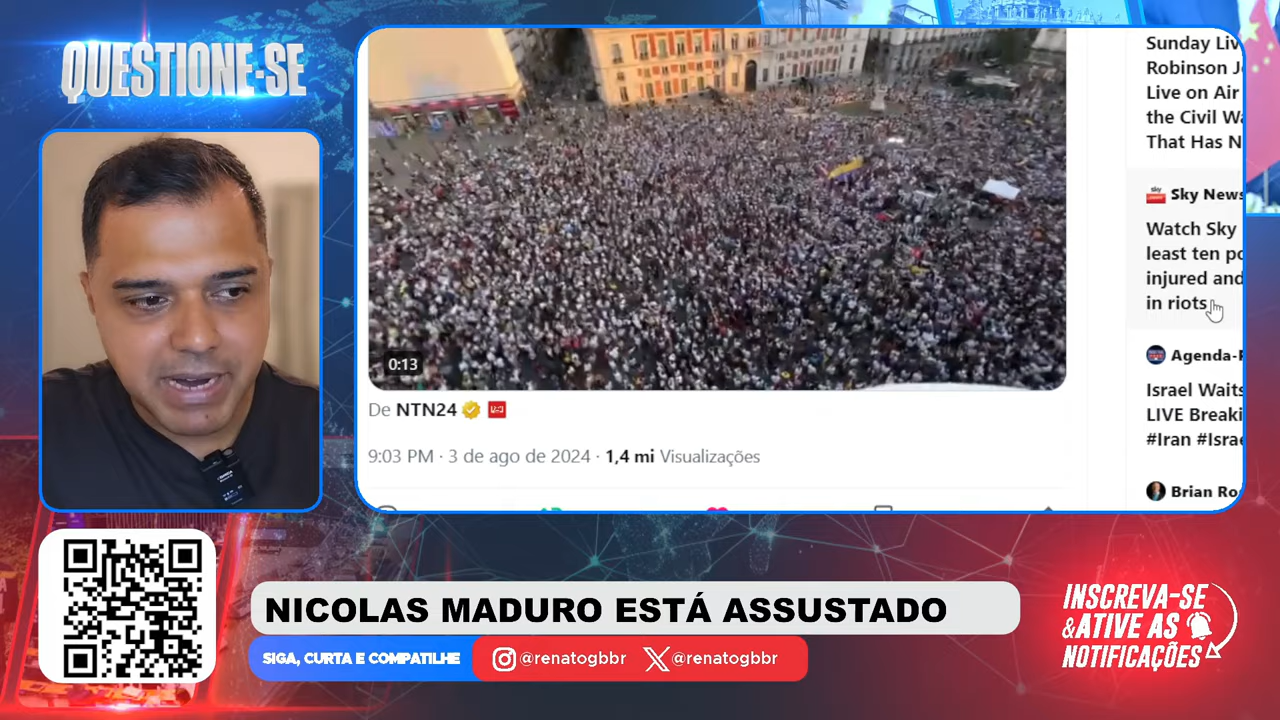 QUESTIONE-SE
0:13
De NTN24
9:03 PM · 3 de ago de 2024 · 1,4 mi Visualizações
Sunday Liv
Robinson J
Live on Air
the Civil Wa
That Has N
sky
Sky News
Watch Sky
least ten po
injured and
in riots
Agenda-F
Israel Waits
LIVE Breaki
#Iran #Israe
Brian Ro
NICOLAS MADURO ESTÁ ASSUSTADO
SIGA, CURTA E COMPATILHE
@renatogbbr
@renatogbbr
INSCREVA-SE
&ATIVE AS
NOTIFICAÇÕES